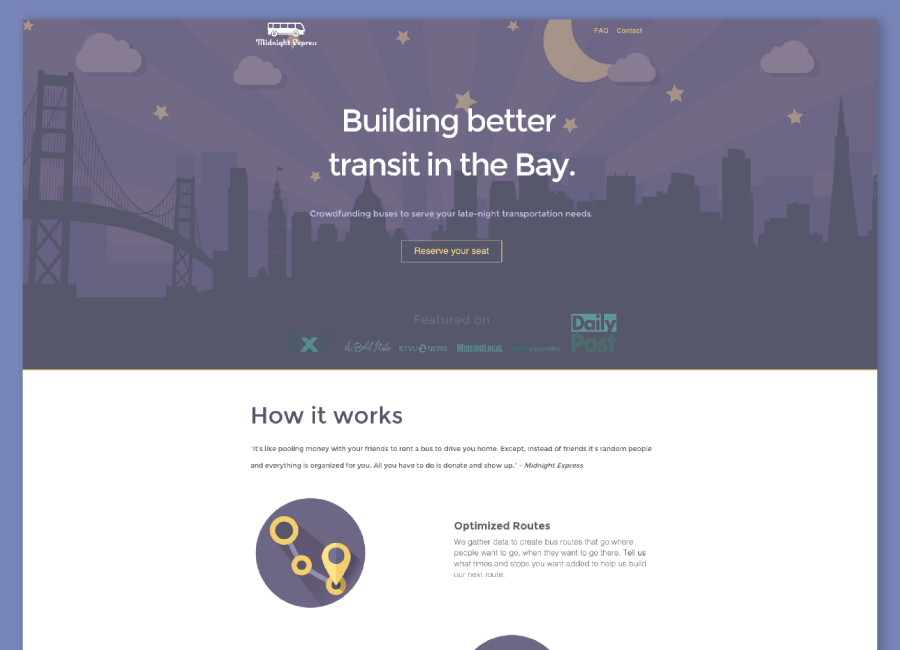 Midnight Express
FAQ Contact
Building better
transit in the Bay.
Crowdfunding buses to serve your late-night transportation needs.
Reserve your seat
Featured on
The Bold Italic
KTVU NEWS
MISSIONLOCAL
Daily
Post
How it works
"It's like pooling money with your friends to rent a bus to drive you home. Except, instead of friends it's random people
and everything is organized for you. All you have to do is donate and show up." - Midnight Express
Optimized Routes
We gather data to create bus routes that go where
people want to go, when they want to go there. Tell us
what times and stops you want added to help us build
our next route.